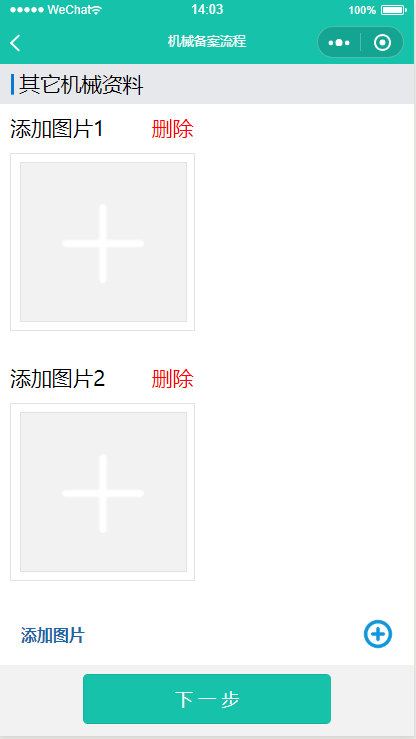 ●●●●● WeChat 14:03 100%
机械备案流程
其它机械资料
添加图片1 删除
添加图片2 删除
添加图片
下一步